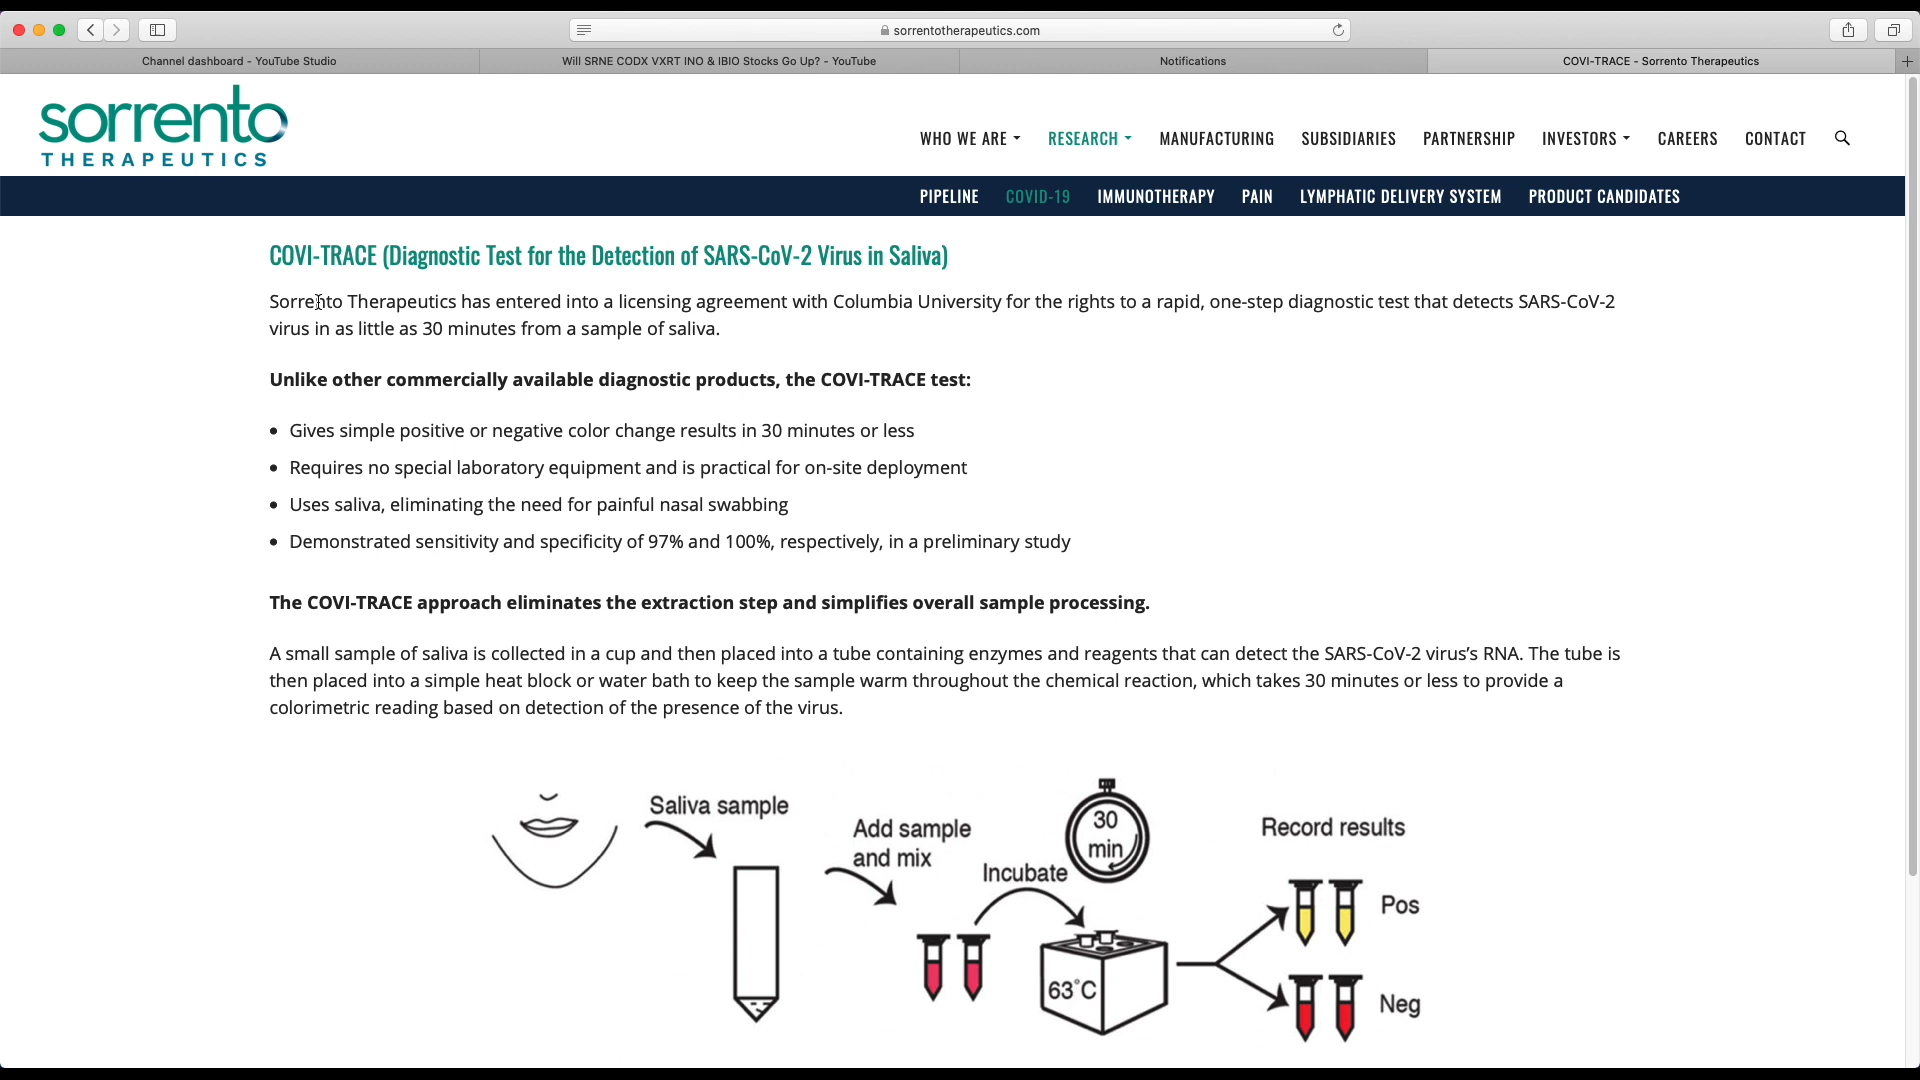 sorrentotherapeutics.com
Channel dashboard - YouTube Studio
Will SRNE CODX VXRT INO & IBIO Stocks Go Up? - YouTube
Notifications
COVI-TRACE - Sorrento Therapeutics
sorrento
THERAPEUTICS
WHO WE ARE RESEARCH MANUFACTURING SUBSIDIARIES PARTNERSHIP INVESTORS CAREERS CONTACT
PIPELINE COVID-19 IMMUNOTHERAPY PAIN LYMPHATIC DELIVERY SYSTEM PRODUCT CANDIDATES
COVI-TRACE (Diagnostic Test for the Detection of SARS-CoV-2 Virus in Saliva)
Sorrento Therapeutics has entered into a licensing agreement with Columbia University for the rights to a rapid, one-step diagnostic test that detects SARS-CoV-2
virus in as little as 30 minutes from a sample of saliva.
Unlike other commercially available diagnostic products, the COVI-TRACE test:
• Gives simple positive or negative color change results in 30 minutes or less
• Requires no special laboratory equipment and is practical for on-site deployment
• Uses saliva, eliminating the need for painful nasal swabbing
• Demonstrated sensitivity and specificity of 97% and 100%, respectively, in a preliminary study
The COVI-TRACE approach eliminates the extraction step and simplifies overall sample processing.
A small sample of saliva is collected in a cup and then placed into a tube containing enzymes and reagents that can detect the SARS-CoV-2 virus's RNA. The tube is
then placed into a simple heat block or water bath to keep the sample warm throughout the chemical reaction, which takes 30 minutes or less to provide a
colorimetric reading based on detection of the presence of the virus.
Saliva sample
Add sample
and mix
Incubate
30
min
63°C
Record results
Pos
Neg